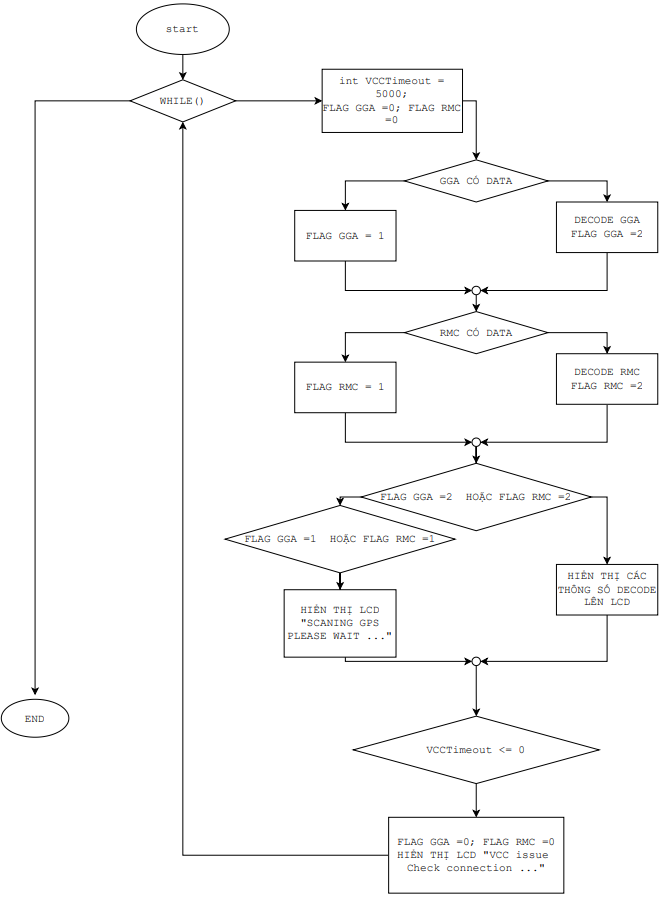 start
WHILE()
int VCCTimeout =
5000;
FLAG GGA =0; FLAG RMC
=0
GGA CÓ DATA
FLAG GGA = 1
DECODE GGA
FLAG GGA =2
RMC CÓ DATA
FLAG RMC = 1
DECODE RMC
FLAG RMC =2
FLAG GGA =2 HOẶC FLAG RMC =2
FLAG GGA =1 HOẶC FLAG RMC =1
HIỂN THỊ LCD
"SCANING GPS
PLEASE WAIT ..."
HIỂN THỊ CÁC
THÔNG SỐ DECODE
LÊN LCD
END
VCCTimeout <= 0
FLAG GGA =0; FLAG RMC =0
HIỂN THỊ LCD "VCC issue
Check connection ..."